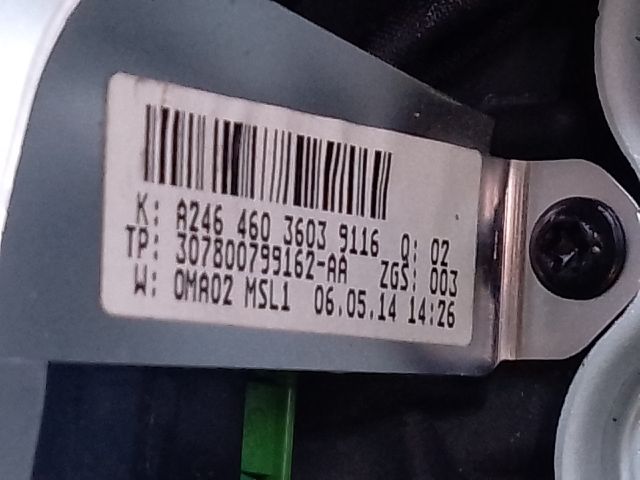 K: A246 460 3603 9116 Q: 02
TP: 307800799162-AA ZGS: 003
W: OMA02 MSL1 06.05.14 14:26